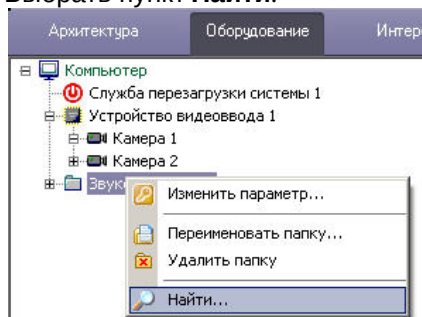 Выбрать пункт Найти.
Архитектура Оборудование
Компьютер
Служба перезагрузки системы 1
Устройство видеоввода 1
Камера 1
Камера 2
Изменить параметр...
Переименовать папку...
Удалить папку
Найти...